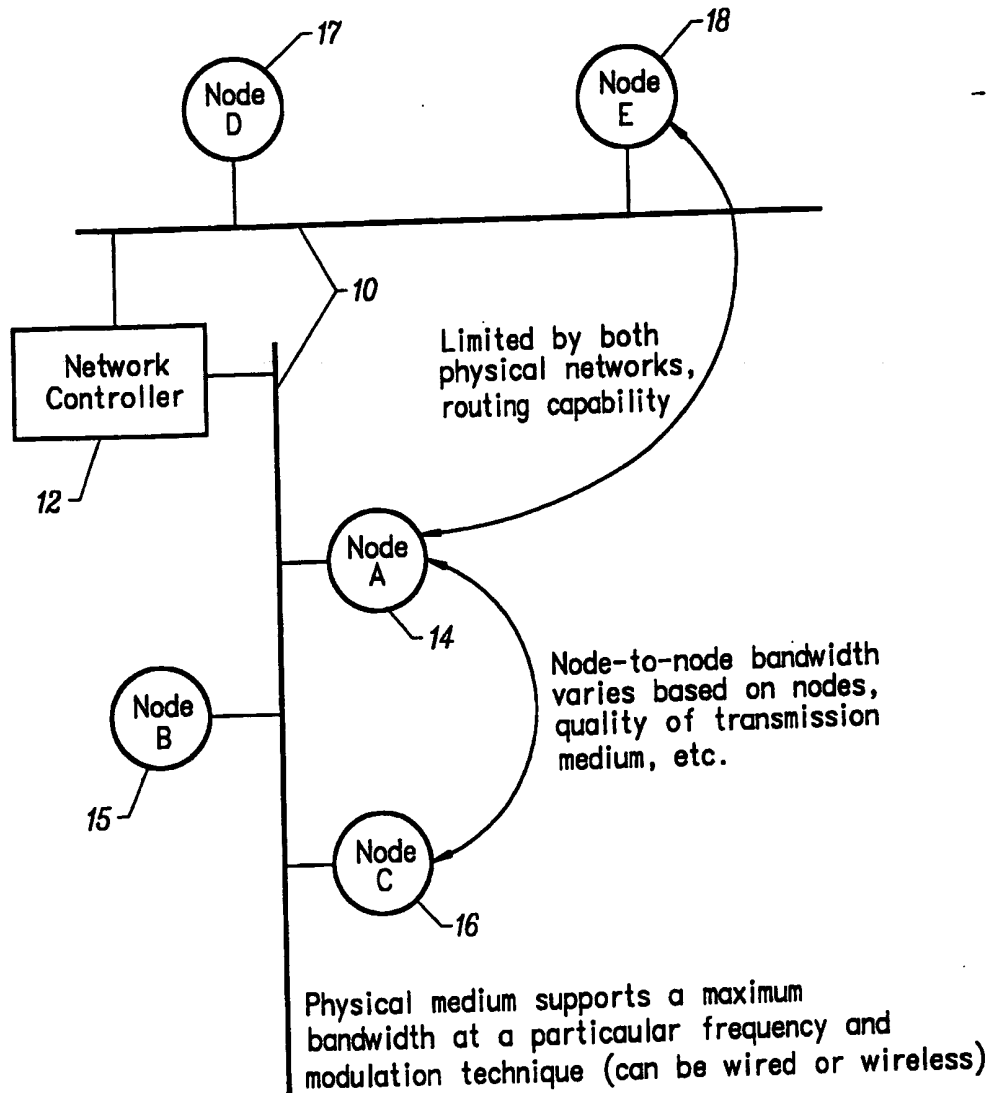 17
18
Node
D
Node
E
10
Network
Controller
12
Limited by both
physical networks,
routing capability
Node
A
14
Node
B
15
Node-to-node bandwidth
varies based on nodes,
quality of transmission
medium, etc.
Node
C
16
Physical medium supports a maximum
bandwidth at a particaular frequency and
modulation technique (can be wired or wireless)